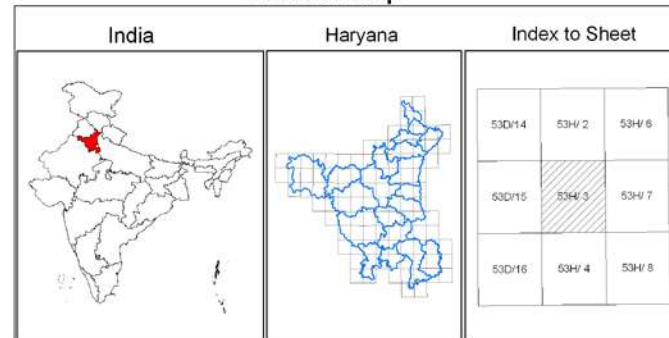 India
Haryana
Index to Sheet
53D/14 53H/ 2 53H/ 6
53D/15 53H/ 3 53H/ 7
53D/16 53H/ 4 53H/ 8